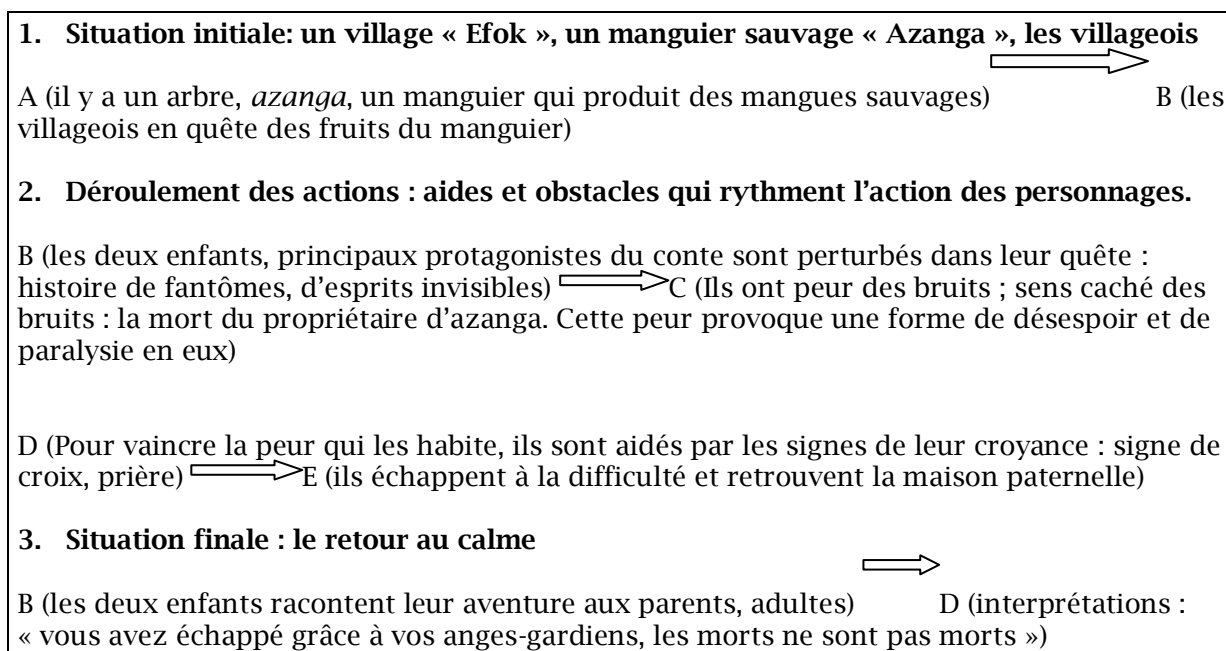 1. Situation initiale: un village « Efok », un manguier sauvage « Azanga », les villageois
A (il y a un arbre, azanga, un manguier qui produit des mangues sauvages) B (les
villageois en quête des fruits du manguier)
2. Déroulement des actions : aides et obstacles qui rythment l’action des personnages.
B (les deux enfants, principaux protagonistes du conte sont perturbés dans leur quête :
histoire de fantômes, d’esprits invisibles) C (Ils ont peur des bruits ; sens caché des
bruits : la mort du propriétaire d’azanga. Cette peur provoque une forme de désespoir et de
paralysie en eux)
D (Pour vaincre la peur qui les habite, ils sont aidés par les signes de leur croyance : signe de
croix, prière) E (ils échappent à la difficulté et retrouvent la maison paternelle)
3. Situation finale : le retour au calme
B (les deux enfants racontent leur aventure aux parents, adultes) D (interprétations :
« vous avez échappé grâce à vos anges-gardiens, les morts ne sont pas morts »)